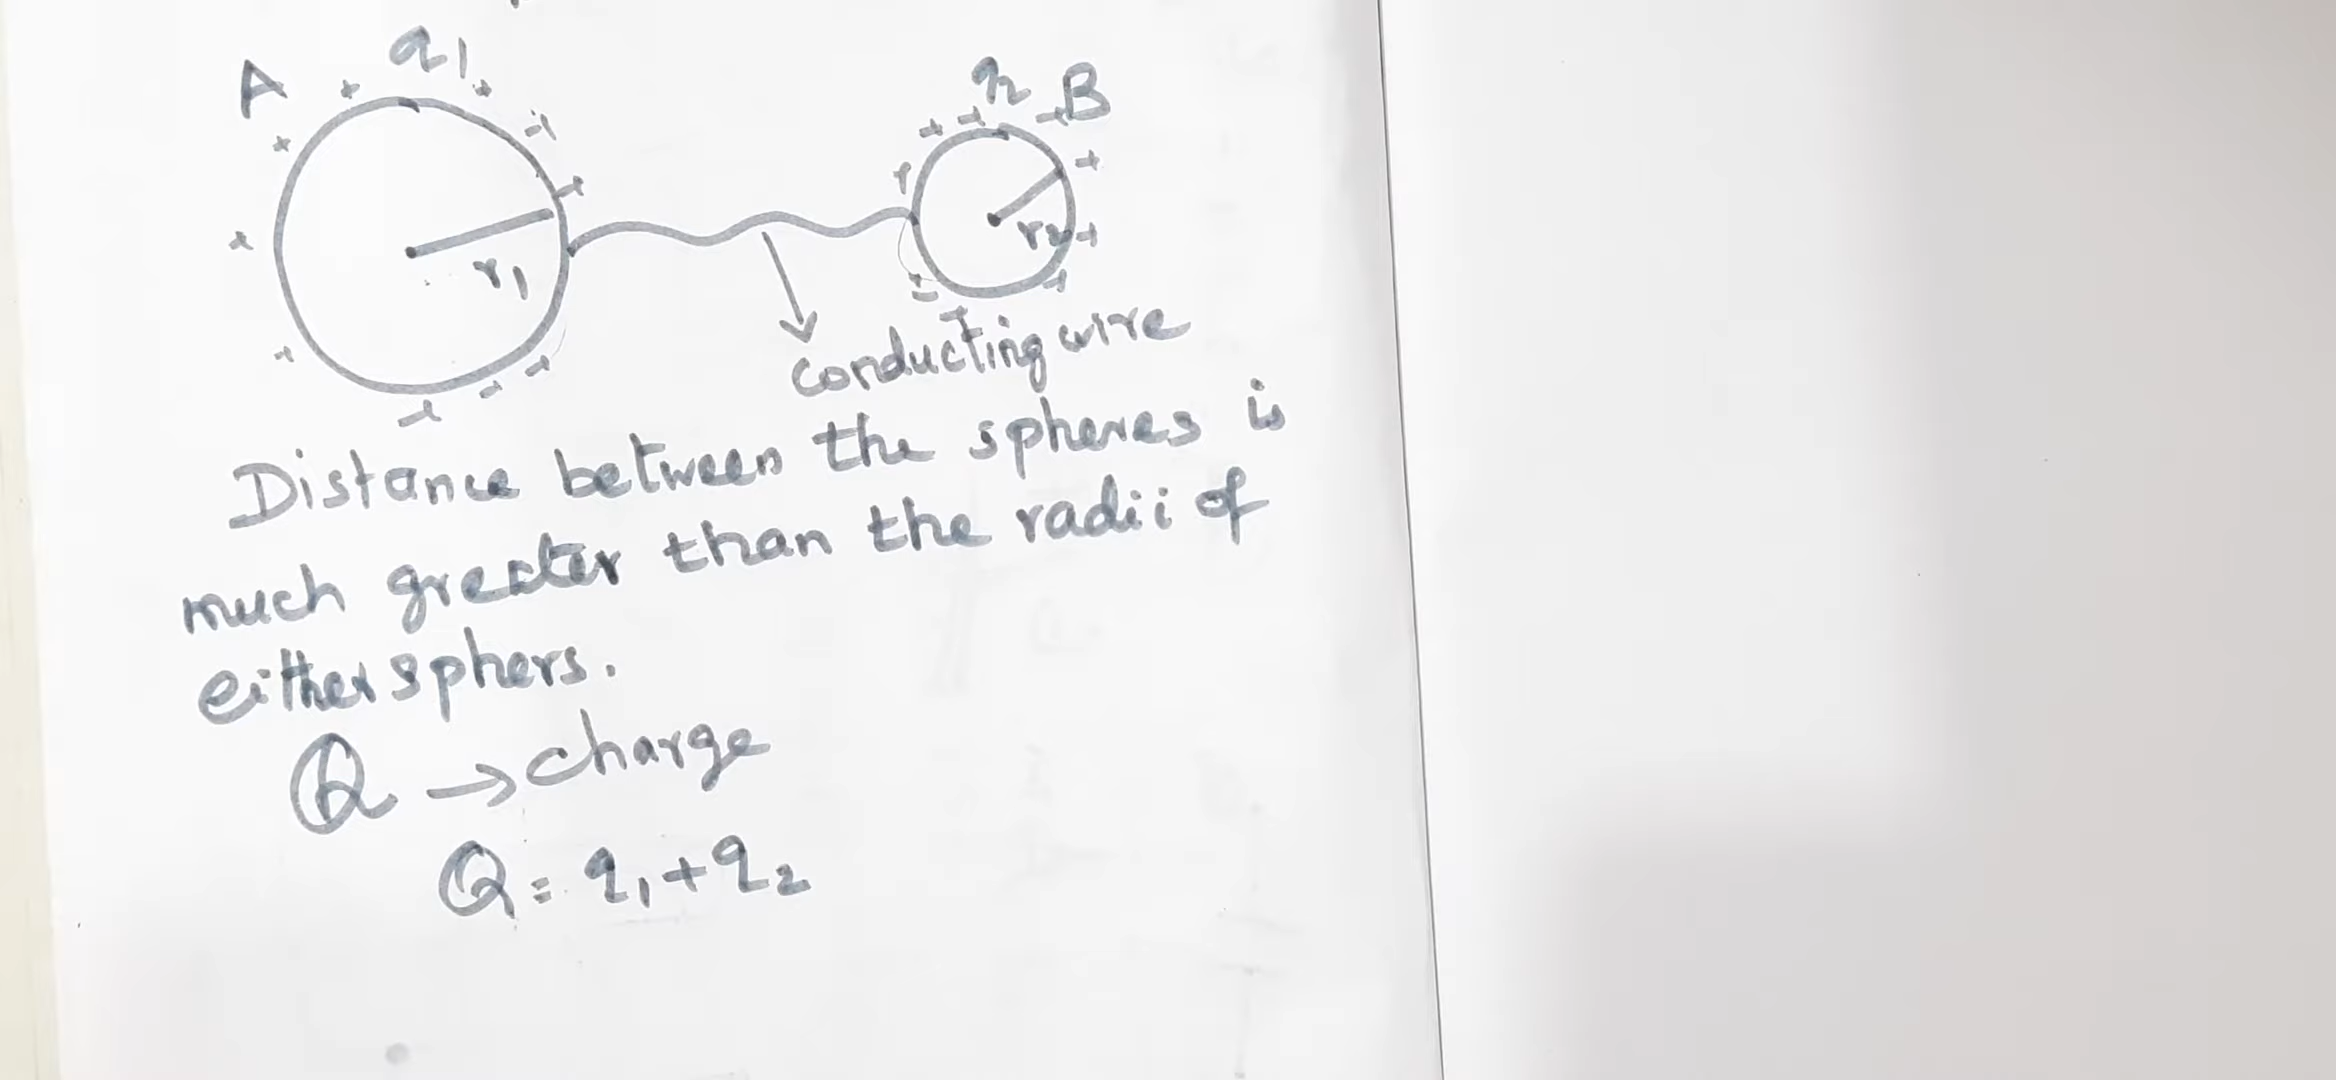 A
q1
q2 B
r1
r2
conducting wire
Distance between the spheres is
much greater than the radii of
either sphers.
Q → charge
Q = q1 + q2